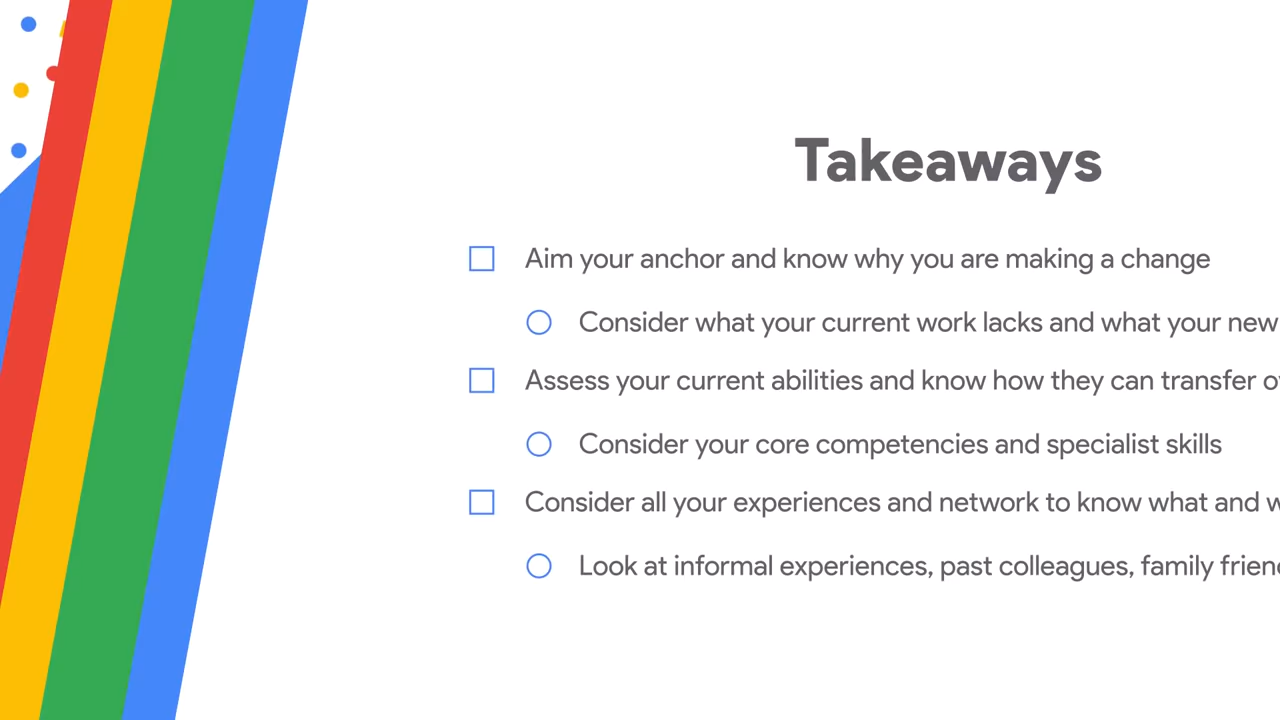 Takeaways
Aim your anchor and know why you are making a change
Consider what your current work lacks and what your new
Assess your current abilities and know how they can transfer
Consider your core competencies and specialist skills
Consider all your experiences and network to know what and
Look at informal experiences, past colleagues, family